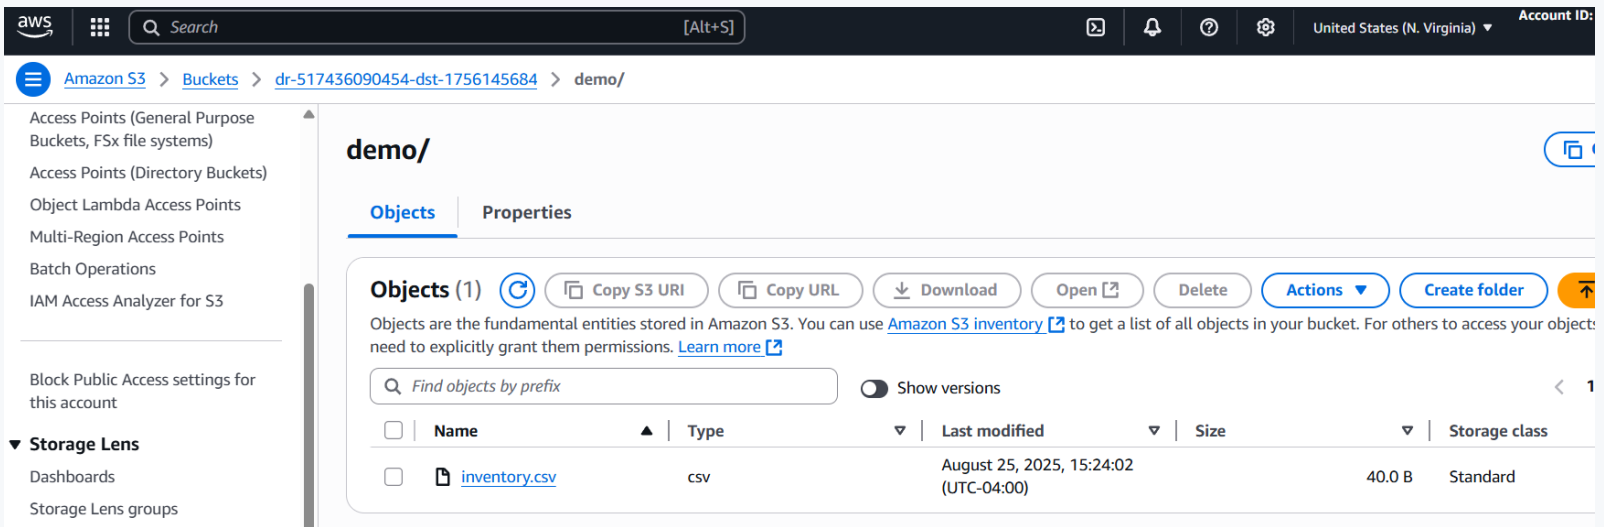 aws
Search [Alt+S] United States (N. Virginia) Account ID:
Amazon S3 > Buckets > dr-517436090454-dst-1756145684 > demo/
Access Points (General Purpose
Buckets, FSx file systems)
Access Points (Directory Buckets)
Object Lambda Access Points
Multi-Region Access Points
Batch Operations
IAM Access Analyzer for S3
Block Public Access settings for
this account
Storage Lens
Dashboards
Storage Lens groups
demo/
Objects Properties
Objects (1) Copy S3 URI Copy URL Download Open Delete Actions Create folder
Objects are the fundamental entities stored in Amazon S3. You can use Amazon S3 inventory to get a list of all objects in your bucket. For others to access your objects
need to explicitly grant them permissions. Learn more
Find objects by prefix Show versions < 1
Name Type Last modified Size Storage class
inventory.csv csv August 25, 2025, 15:24:02 40.0 B Standard
(UTC-04:00)